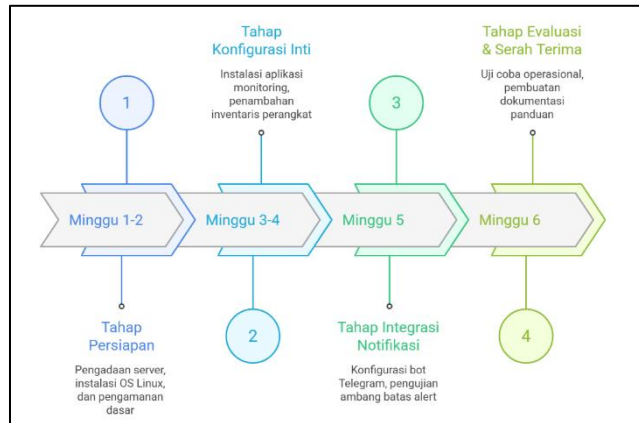 1
Minggu 1-2
Tahap
Persiapan
Pengadaan server,
instalasi OS Linux,
dan pengamanan
dasar
Tahap
Konfigurasi Inti
Instalasi aplikasi
monitoring,
penambahan
inventaris perangkat
Minggu 3-4
2
3
Minggu 5
Tahap Integrasi
Notifikasi
Konfigurasi bot
Telegram, pengujian
ambang batas alert
Tahap Evaluasi
& Serah Terima
Uji coba operasional,
pembuatan
dokumentasi
panduan
Minggu 6
4